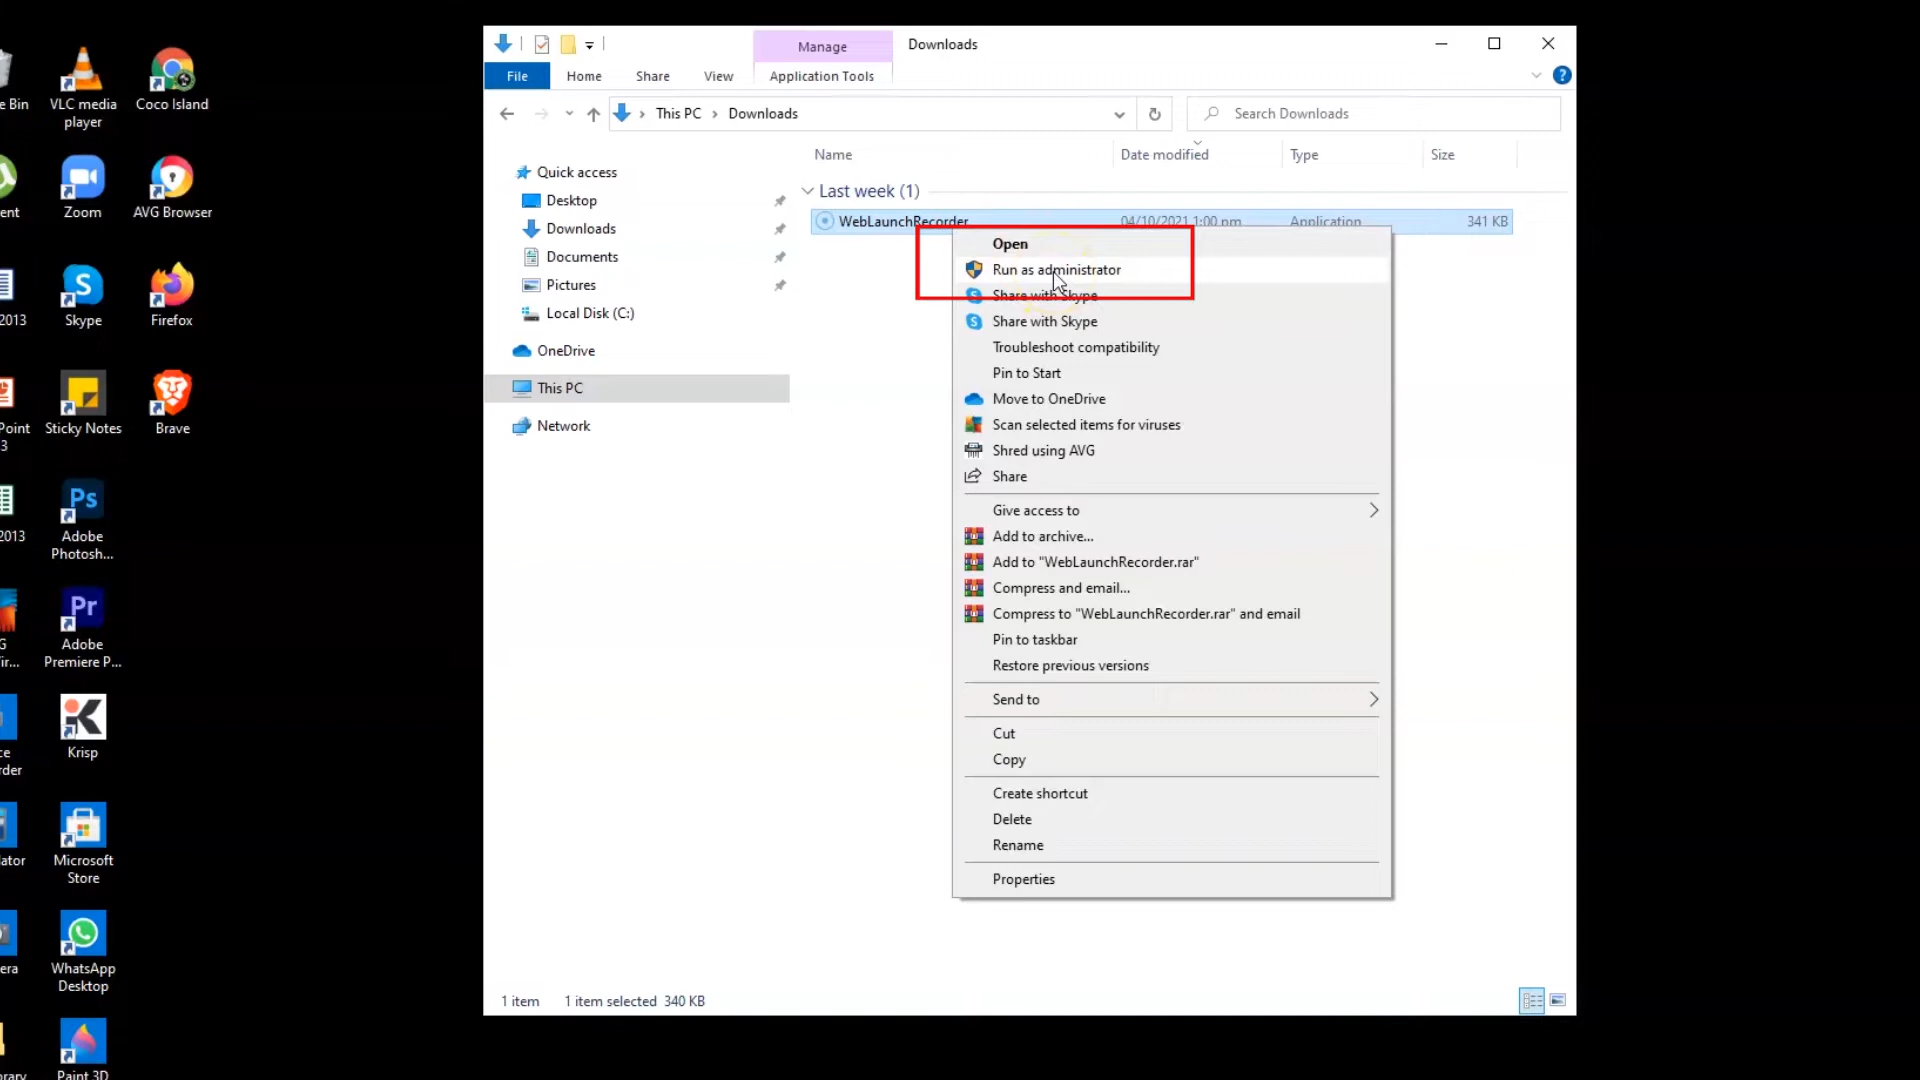 e Bin
VLC media
player
Coco Island
ent
Zoom
AVG Browser
2013
Skype
Firefox
Point
3
Sticky Notes
Brave
2013
Adobe
Photosh...
G
ir...
Adobe
Premiere P...
ce
rder
Krisp
ator
Microsoft
Store
era
WhatsApp
Desktop
rary
Paint 3D
Manage
Downloads
File
Home
Share
View
Application Tools
This PC
Downloads
Search Downloads
Name
Date modified
Type
Size
Quick access
Desktop
Downloads
Documents
Pictures
Local Disk (C:)
OneDrive
This PC
Network
Last week (1)
WebLaunchRecorder
04/10/2021 1:00 pm
Application
341 KB
Open
Run as administrator
Share with Skype
Share with Skype
Troubleshoot compatibility
Pin to Start
Move to OneDrive
Scan selected items for viruses
Shred using AVG
Share
Give access to
Add to archive...
Add to "WebLaunchRecorder.rar"
Compress and email...
Compress to "WebLaunchRecorder.rar" and email
Pin to taskbar
Restore previous versions
Send to
Cut
Copy
Create shortcut
Delete
Rename
Properties
1 item
1 item selected 340 KB